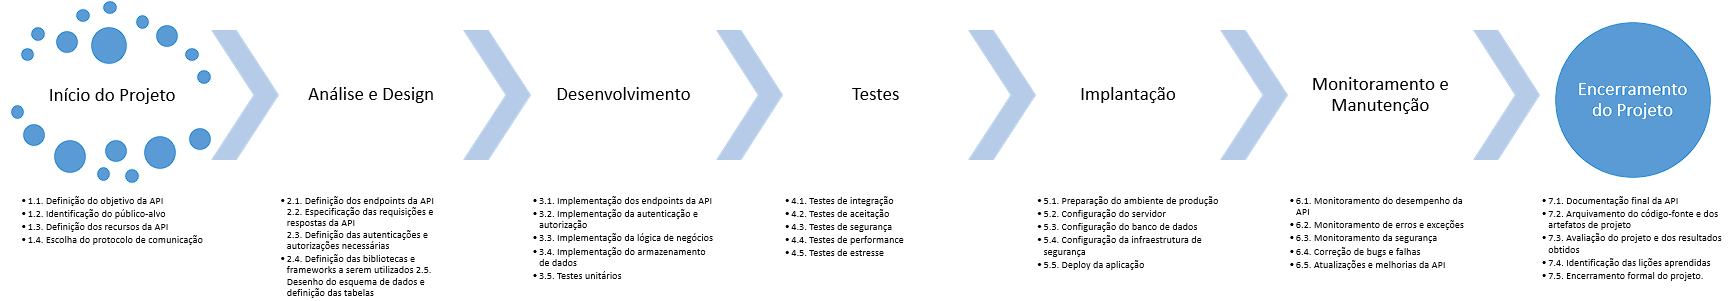 Início do Projeto
Análise e Design
Desenvolvimento
Testes
Implantação
Monitoramento e
Manutenção
Encerramento
do Projeto
• 1.1. Definição do objetivo da API
• 1.2. Identificação do público-alvo
• 1.3. Definição dos recursos da API
• 1.4. Escolha do protocolo de comunicação
• 2.1. Definição dos endpoints da API
2.2. Especificação das requisições e
respostas da API
2.3. Definição das autenticações e
autorizações necessárias
• 2.4. Definição das bibliotecas e
frameworks a serem utilizados 2.5.
Desenho do esquema de dados e
definição das tabelas
• 3.1. Implementação dos endpoints da API
• 3.2. Implementação da autenticação e
autorização
• 3.3. Implementação da lógica de negócios
• 3.4. Implementação do armazenamento
de dados
• 3.5. Testes unitários
• 4.1. Testes de integração
• 4.2. Testes de aceitação
• 4.3. Testes de segurança
• 4.4. Testes de performance
• 4.5. Testes de estresse
• 5.1. Preparação do ambiente de produção
• 5.2. Configuração do servidor
• 5.3. Configuração do banco de dados
• 5.4. Configuração da infraestrutura de
segurança
• 5.5. Deploy da aplicação
• 6.1. Monitoramento do desempenho da
API
• 6.2. Monitoramento de erros e exceções
• 6.3. Monitoramento da segurança
• 6.4. Correção de bugs e falhas
• 6.5. Atualizações e melhorias da API
• 7.1. Documentação final da API
• 7.2. Arquivamento do código-fonte e dos
artefatos de projeto
• 7.3. Avaliação do projeto e dos resultados
obtidos
• 7.4. Identificação das lições aprendidas
• 7.5. Encerramento formal do projeto.